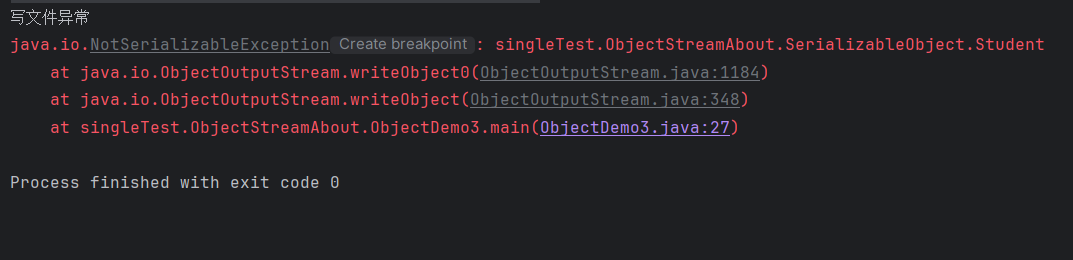 写文件异常
java.io.NotSerializableException Create breakpoint : singleTest.ObjectStreamAbout.SerializableObject.Student
at java.io.ObjectOutputStream.writeObject0(ObjectOutputStream.java:1184)
at java.io.ObjectOutputStream.writeObject(ObjectOutputStream.java:348)
at singleTest.ObjectStreamAbout.ObjectDemo3.main(ObjectDemo3.java:27)
Process finished with exit code 0